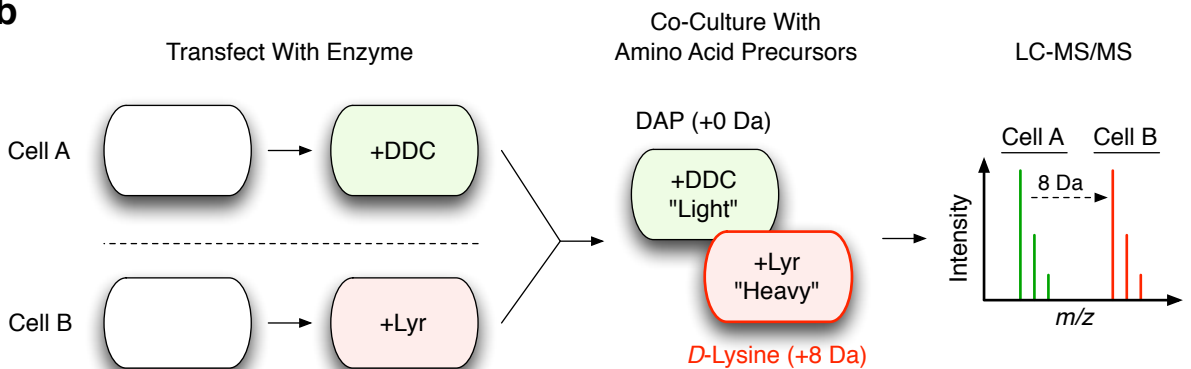 b
Transfect With Enzyme
Co-Culture With
Amino Acid Precursors
LC-MS/MS
Cell A
+DDC
DAP (+0 Da)
+DDC
"Light"
Cell A
Cell B
8 Da
Intensity
m/z
Cell B
+Lyr
+Lyr
"Heavy"
D-Lysine (+8 Da)